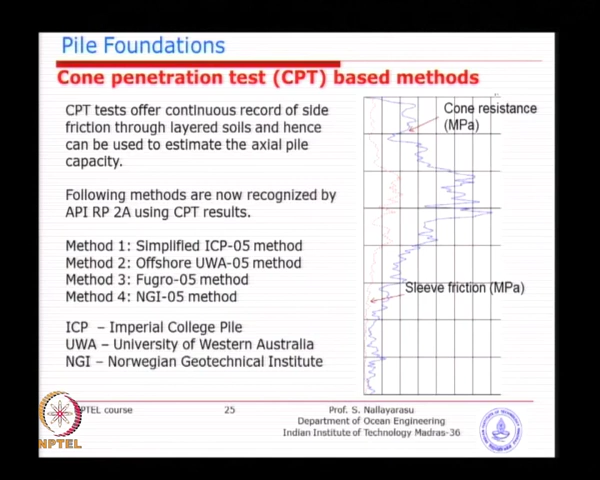 Pile Foundations
Cone penetration test (CPT) based methods
CPT tests offer continuous record of side
friction through layered soils and hence
can be used to estimate the axial pile
capacity.
Following methods are now recognized by
API RP 2A using CPT results.
Method 1: Simplified ICP-05 method
Method 2: Offshore UWA-05 method
Method 3: Fugro-05 method
Method 4: NGI-05 method
ICP – Imperial College Pile
UWA – University of Western Australia
NGI – Norwegian Geotechnical Institute
Cone resistance
(MPa)
Sleeve friction (MPa)
NPTEL course
25
Prof. S. Nallayarasu
Department of Ocean Engineering
Indian Institute of Technology Madras-36
NPTEL